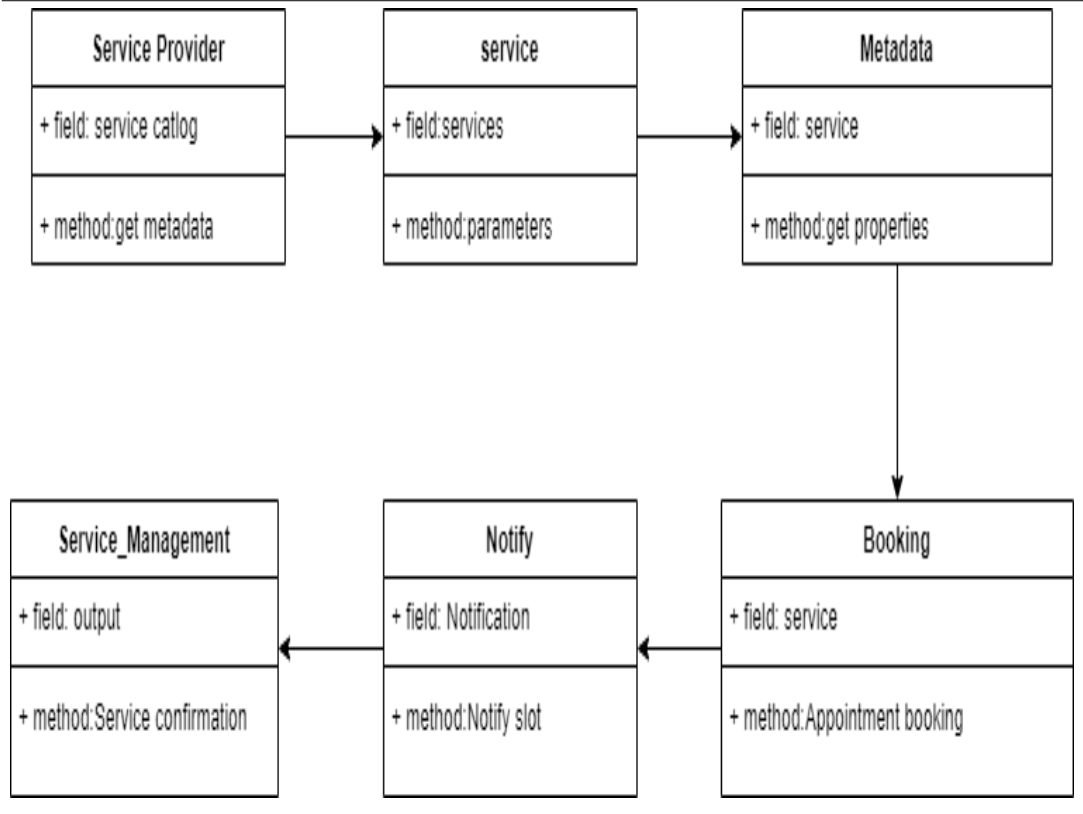 Service Provider
+ field: service catlog
+ method:get metadata
service
+ field:services
+ method:parameters
Metadada
+ field: service
+ method:get properties
Service_Management
+ field: output
+ method:Service confirmation
Notify
+ field: Notification
+ method:Notify slot
Booking
+ field: service
+ method:Appointment booking